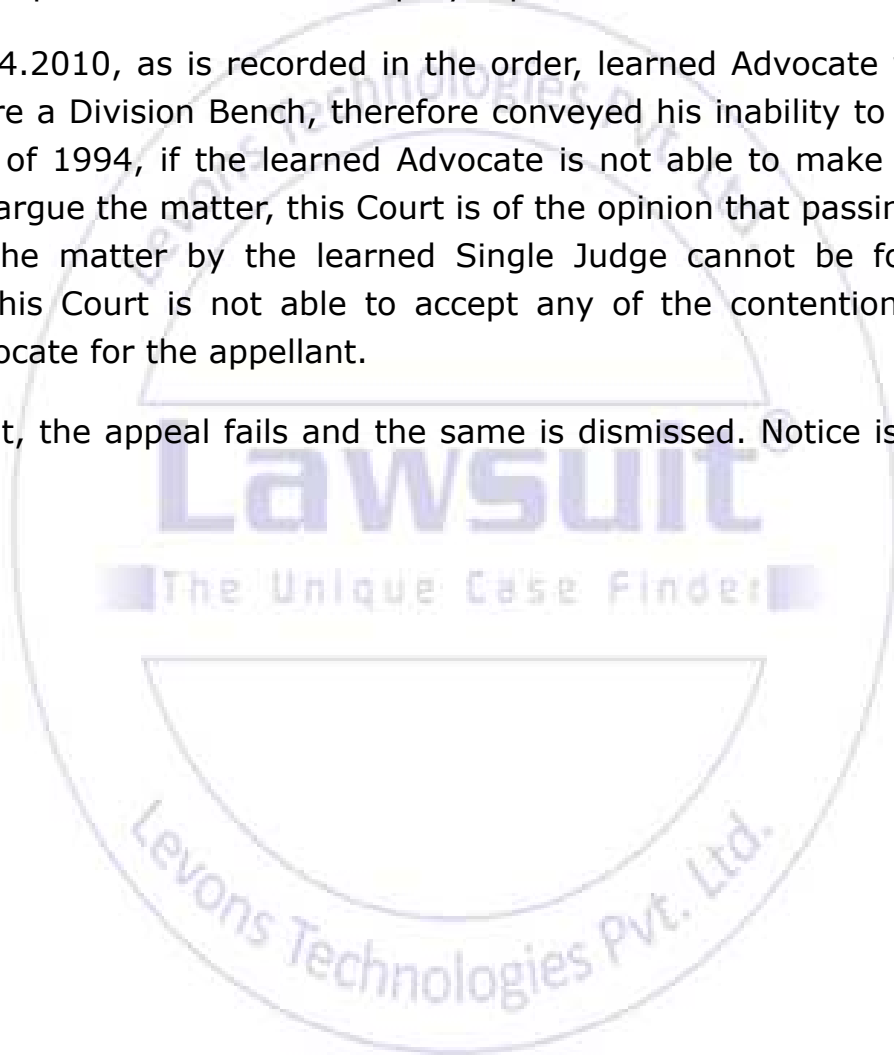 4.2010, as is recorded in the order, learned Advocate
re a Division Bench, therefore conveyed his inability to
of 1994, if the learned Advocate is not able to make
argue the matter, this Court is of the opinion that passin
he matter by the learned Single Judge cannot be fo
his Court is not able to accept any of the contention
ocate for the appellant.
t, the appeal fails and the same is dismissed. Notice is
Levons Technologies Pvt. Ltd.
Lawsuit®
The Unique Case Finder
Levons Technologies Pvt. Ltd.